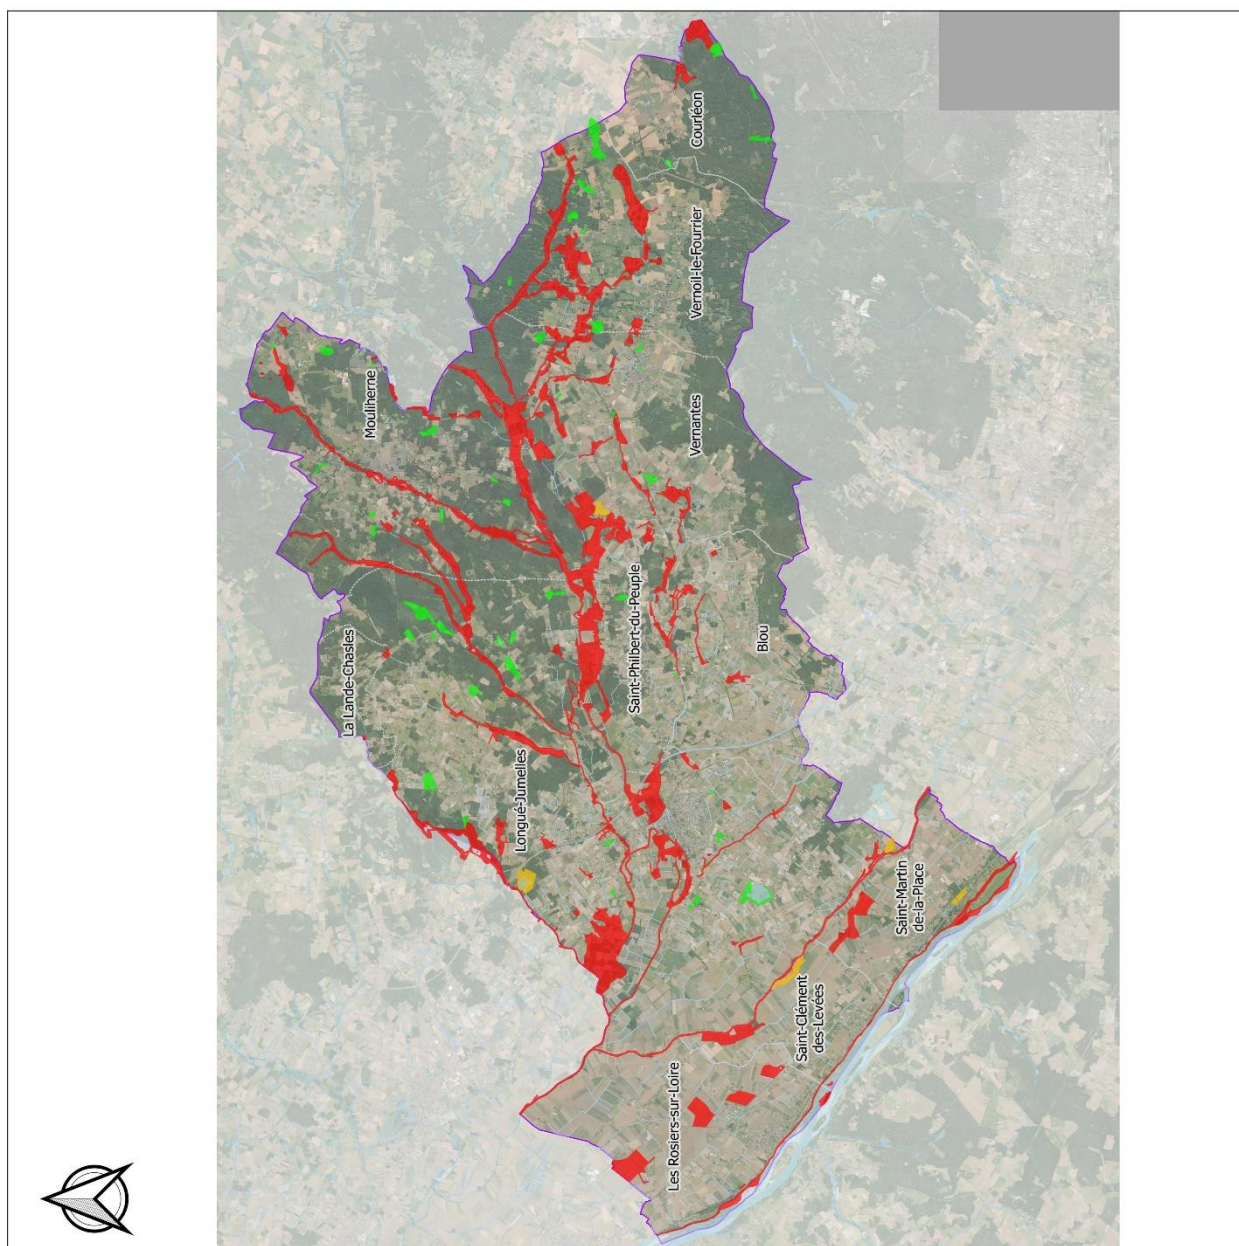 Courléon
Vernoil-le-Fourrier
Mouliherne
Vernantes
Saint-Philbert-du-Peuple
Blou
La Lande-Chasles
Longué-Jumelles
Saint-Martin
de-la-Place
Saint-Clément
des-Levées
Les Rosiers-sur-Loire